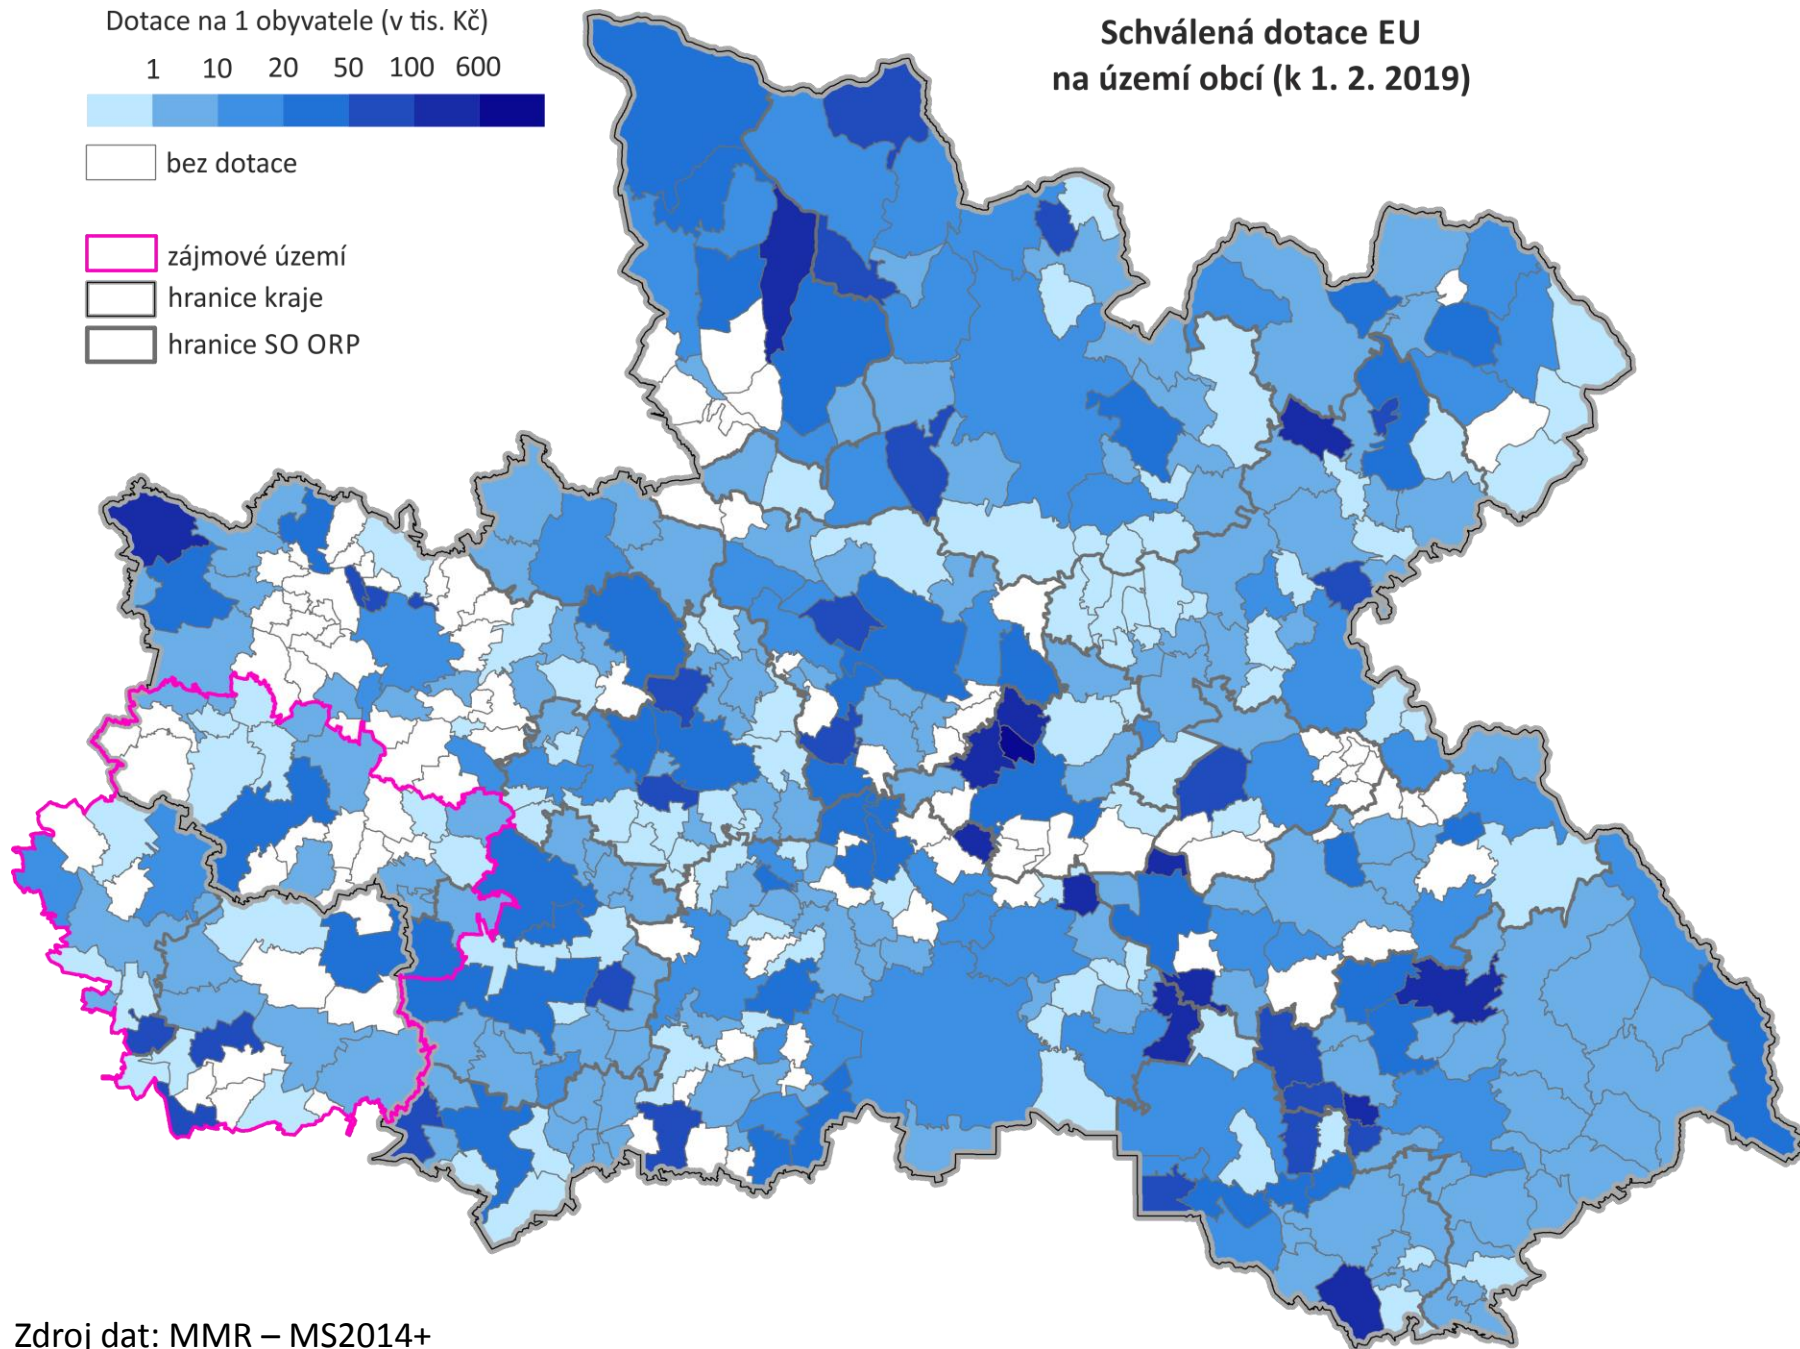 Dotace na 1 obyvatele (v tis. Kč)
1 10 20 50 100 600
bez dotace
zájmové území
hranice kraje
hranice SO ORP
Schválená dotace EU
na území obcí (k 1. 2. 2019)
Zdroj dat: MMR – MS2014+